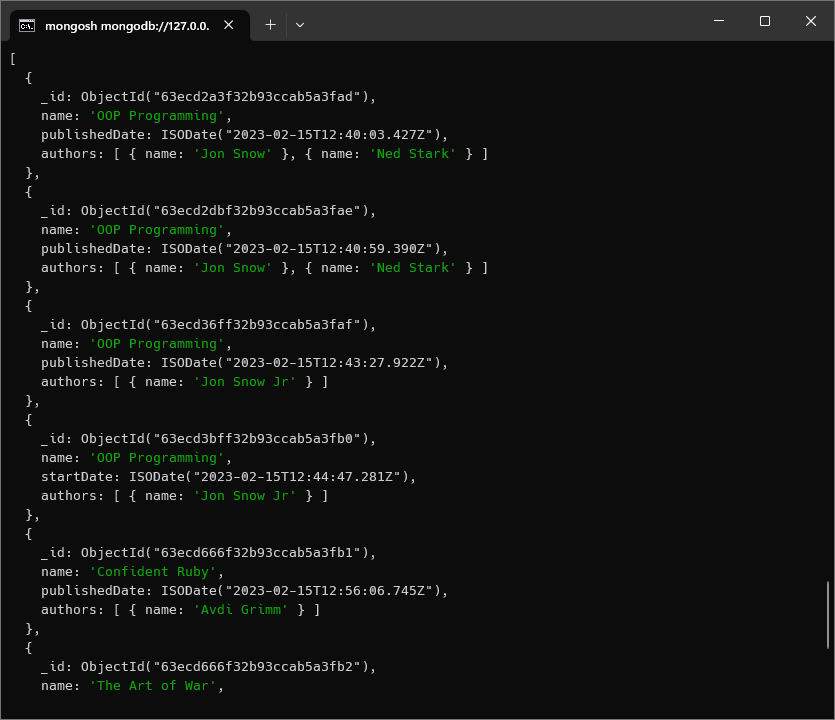 mongosh mongodb://127.0.0.
[
  {
    _id: ObjectId("63ecd2a3f32b93ccab5a3fad"),
    name: 'OOP Programming',
    publishedDate: ISODate("2023-02-15T12:40:03.427Z"),
    authors: [ { name: 'Jon Snow' }, { name: 'Ned Stark' } ]
  },
  {
    _id: ObjectId("63ecd2dbf32b93ccab5a3fae"),
    name: 'OOP Programming',
    publishedDate: ISODate("2023-02-15T12:40:59.390Z"),
    authors: [ { name: 'Jon Snow' }, { name: 'Ned Stark' } ]
  },
  {
    _id: ObjectId("63ecd36ff32b93ccab5a3faf"),
    name: 'OOP Programming',
    publishedDate: ISODate("2023-02-15T12:43:27.922Z"),
    authors: [ { name: 'Jon Snow Jr' } ]
  },
  {
    _id: ObjectId("63ecd3bff32b93ccab5a3fb0"),
    name: 'OOP Programming',
    startDate: ISODate("2023-02-15T12:44:47.281Z"),
    authors: [ { name: 'Jon Snow Jr' } ]
  },
  {
    _id: ObjectId("63ecd666f32b93ccab5a3fb1"),
    name: 'Confident Ruby',
    publishedDate: ISODate("2023-02-15T12:56:06.745Z"),
    authors: [ { name: 'Avdi Grimm' } ]
  },
  {
    _id: ObjectId("63ecd666f32b93ccab5a3fb2"),
    name: 'The Art of War',